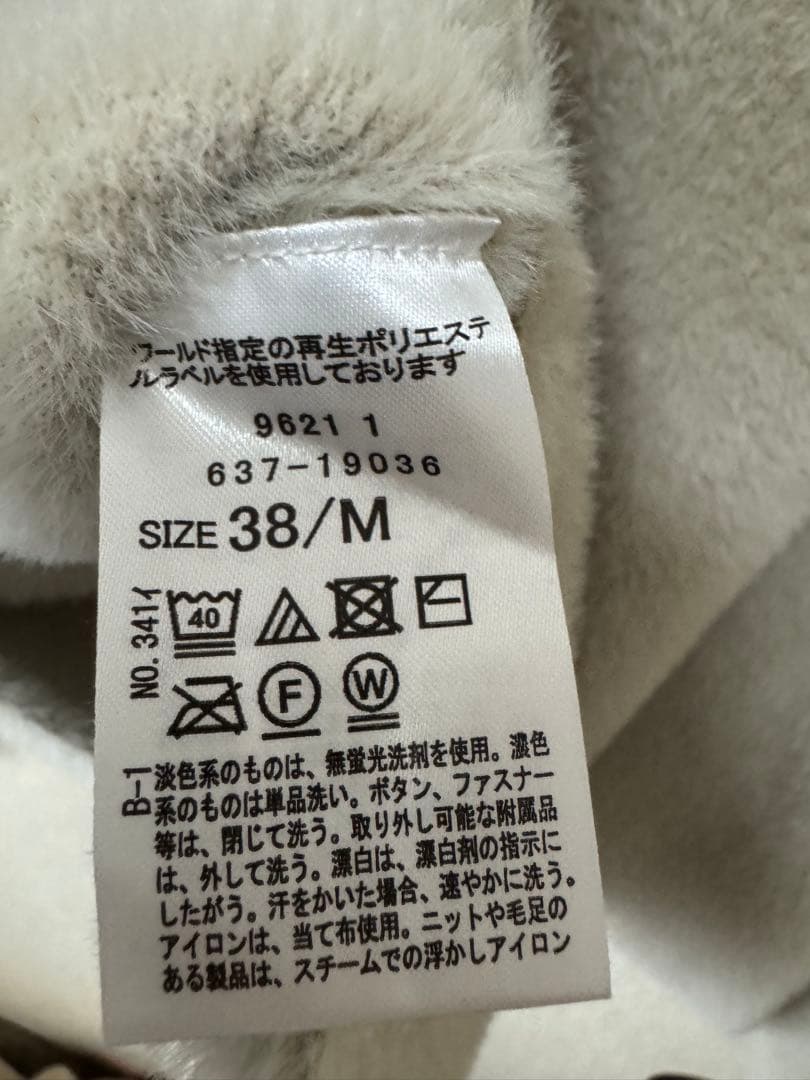 ワールド指定の再生ポリエステ
ルラベルを使用しております
9621 1
637-19036
SIZE 38/M
NO. 341イ
40
F W
B-1
淡色系のものは、無蛍光洗剤を使用。濃色
系のものは単品洗い。ボタン、ファスナー
等は、閉じて洗う。取り外し可能な附属品
は、外して洗う。漂白は、漂白剤の指示に
したがう。汗をかいた場合、速やかに洗う。
アイロンは、当て布使用。ニットや毛足の
ある製品は、スチームでの浮かしアイロン